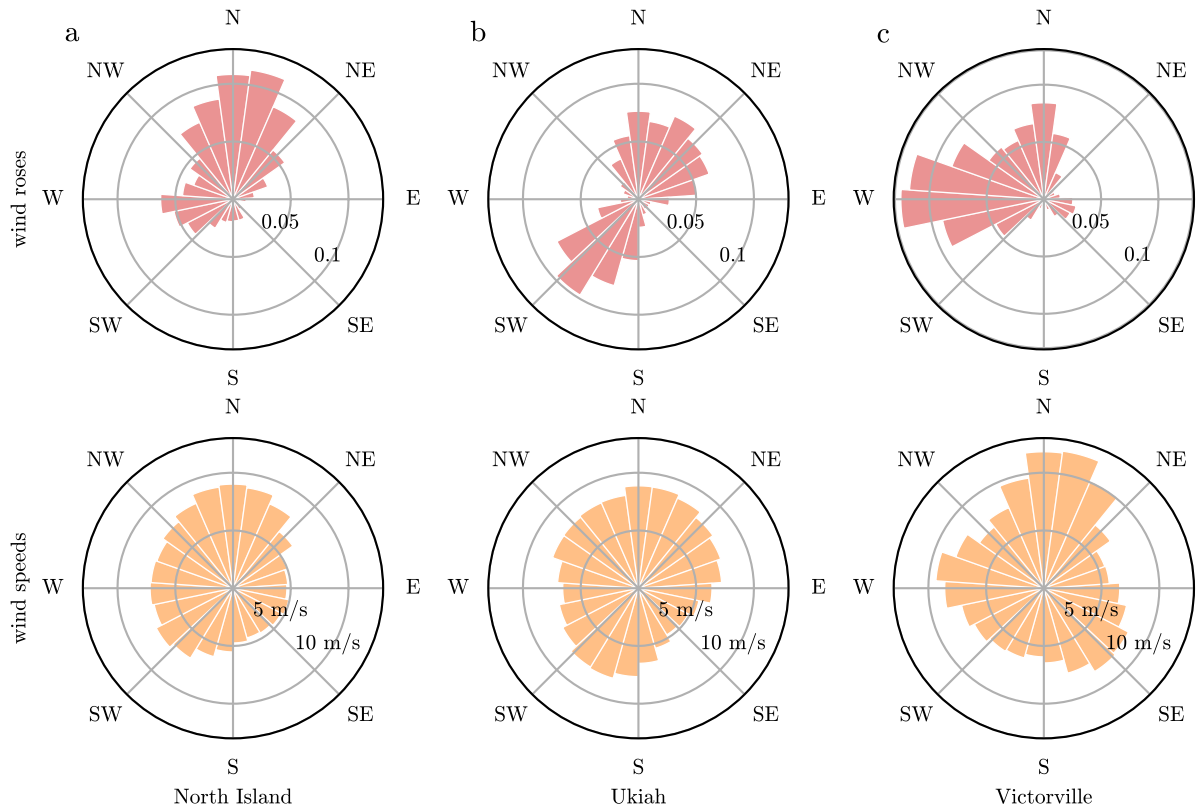 a
b
c
N
N
N
NW
NE
NW
NE
NW
NE
wind roses
W
E
W
E
W
E
0.05
0.05
0.05
0.1
0.1
0.1
SW
SE
SW
SE
SW
SE
S
S
S
N
N
N
NW
NE
NW
NE
NW
NE
wind speeds
W
E
W
E
W
E
5 m/s
5 m/s
5 m/s
10 m/s
10 m/s
10 m/s
SW
SE
SW
SE
SW
SE
S
S
S
North Island
Ukiah
Victorville